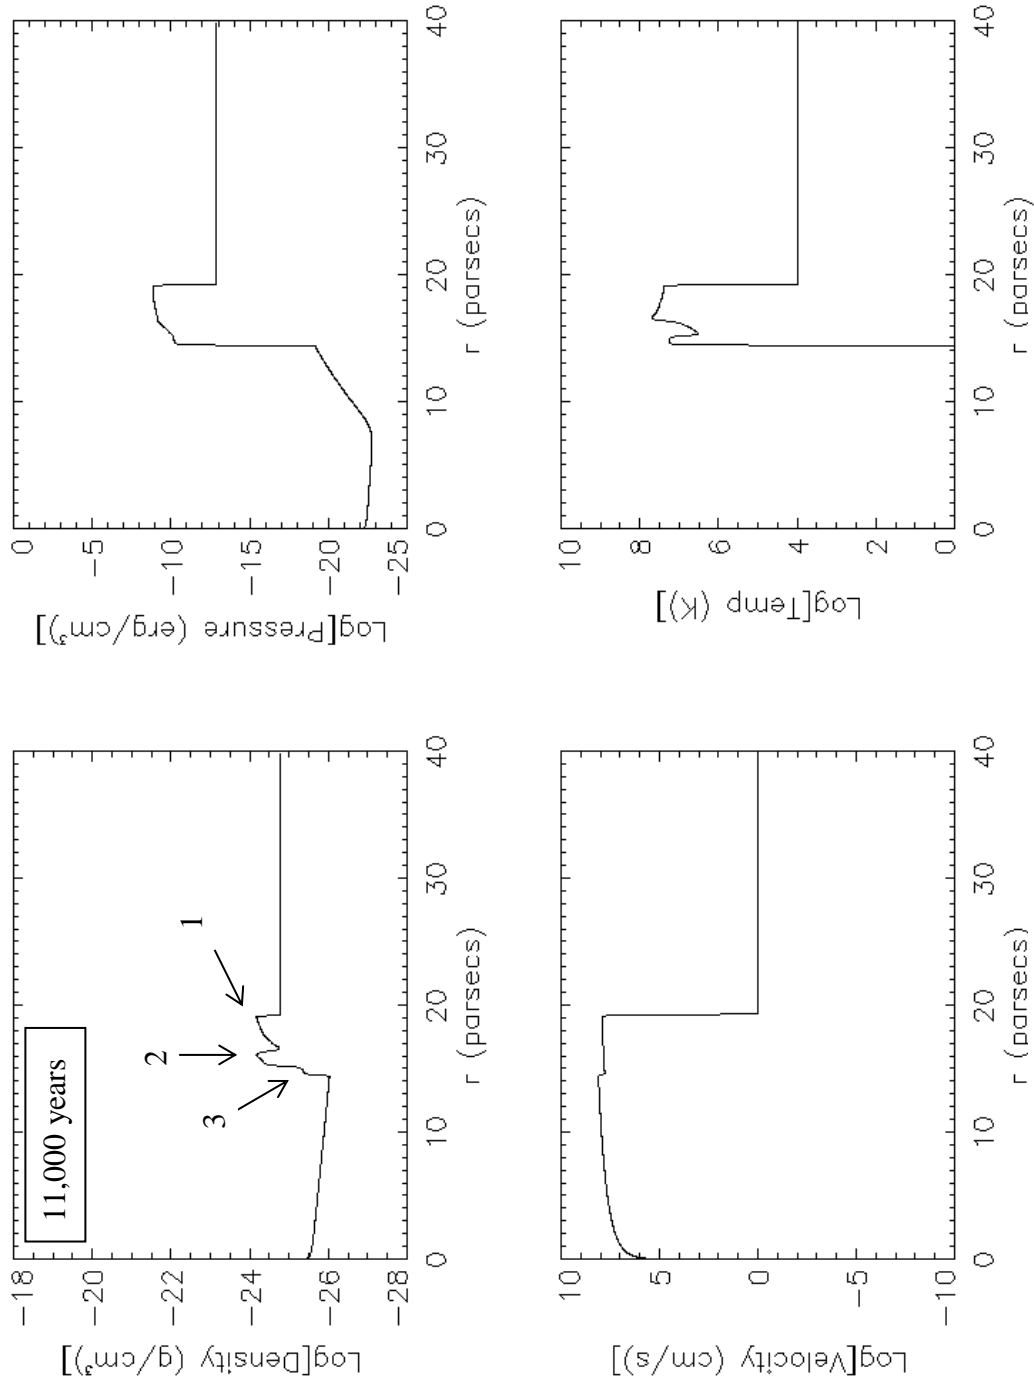 11,000 years
Log[Density (g/cm³)]
-18
-20
-22
-24
-26
-28
3
2
1
0 10 20 30 40
r (parsecs)
Log[Pressure (erg/cm³)]
0
-5
-10
-15
-20
-25
0 10 20 30 40
r (parsecs)
Log[Velocity (cm/s)]
10
5
0
-5
-10
0 10 20 30 40
r (parsecs)
Log[Temp (K)]
10
8
6
4
2
0
0 10 20 30 40
r (parsecs)